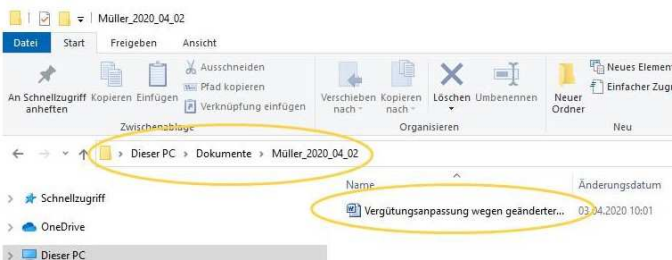 Müller_2020_04_02
Datei Start Freigeben Ansicht
An Schnellzugriff anheften
Kopieren
Einfügen
Ausschneiden
Pfad kopieren
Verknüpfung einfügen
Zwischenablage
Verschieben nach
Kopieren nach
Löschen
Umbenennen
Organisieren
Neuer Ordner
Neues Element
Einfacher Zugr
Neu
Dieser PC > Dokumente > Müller_2020_04_02
Name Änderungsdatum
Schnellzugriff
Vergütungsanpassung wegen geänderter... 03.04.2020 10:01
OneDrive
Dieser PC